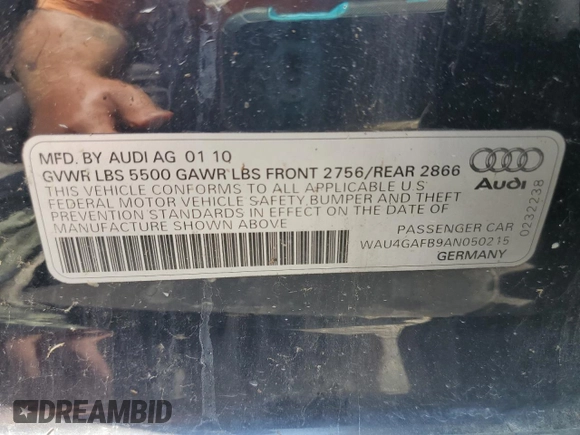 MFD. BY AUDI AG 01 10
GVWR LBS 5500 GAWR LBS FRONT 2756/REAR 2866
THIS VEHICLE CONFORMS TO ALL APPLICABLE U S
FEDERAL MOTOR VEHICLE SAFETY, BUMPER AND THEFT
PREVENTION STANDARDS IN EFFECT ON THE DATE OF
MANUFACTURE SHOWN ABOVE
Audi
0232238
PASSENGER CAR
WAU4GAFB9AN050215
GERMANY
DREAMBID